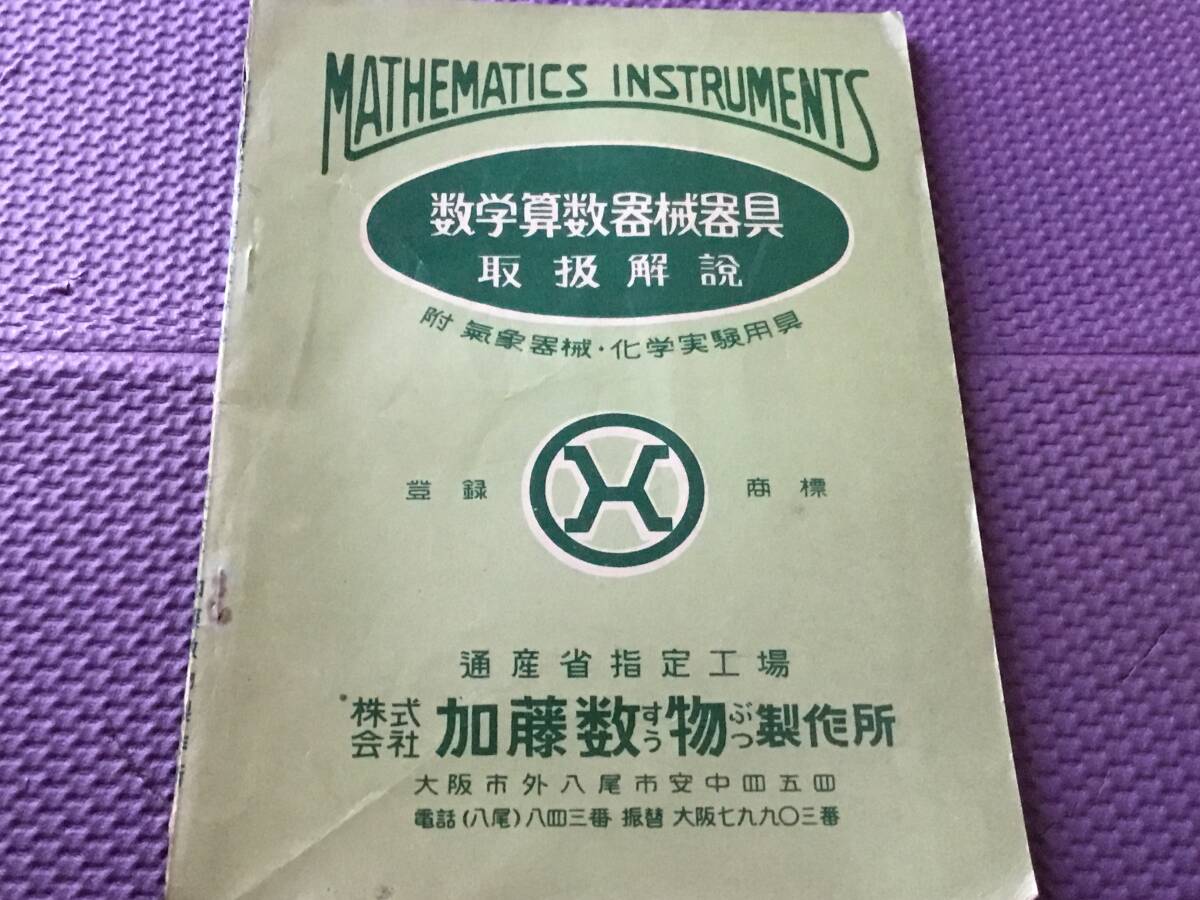 MATHEMATICS INSTRUMENTS
数学算数器械器具
取扱解說
附 氣象器械・化学実験用具
登録 商標
通産省指定工場
株式会社 加藤数すう物ぶつ製作所
大阪市外八尾市安中四五四
電話(八尾)八四三番 振替 大阪七九九〇三番